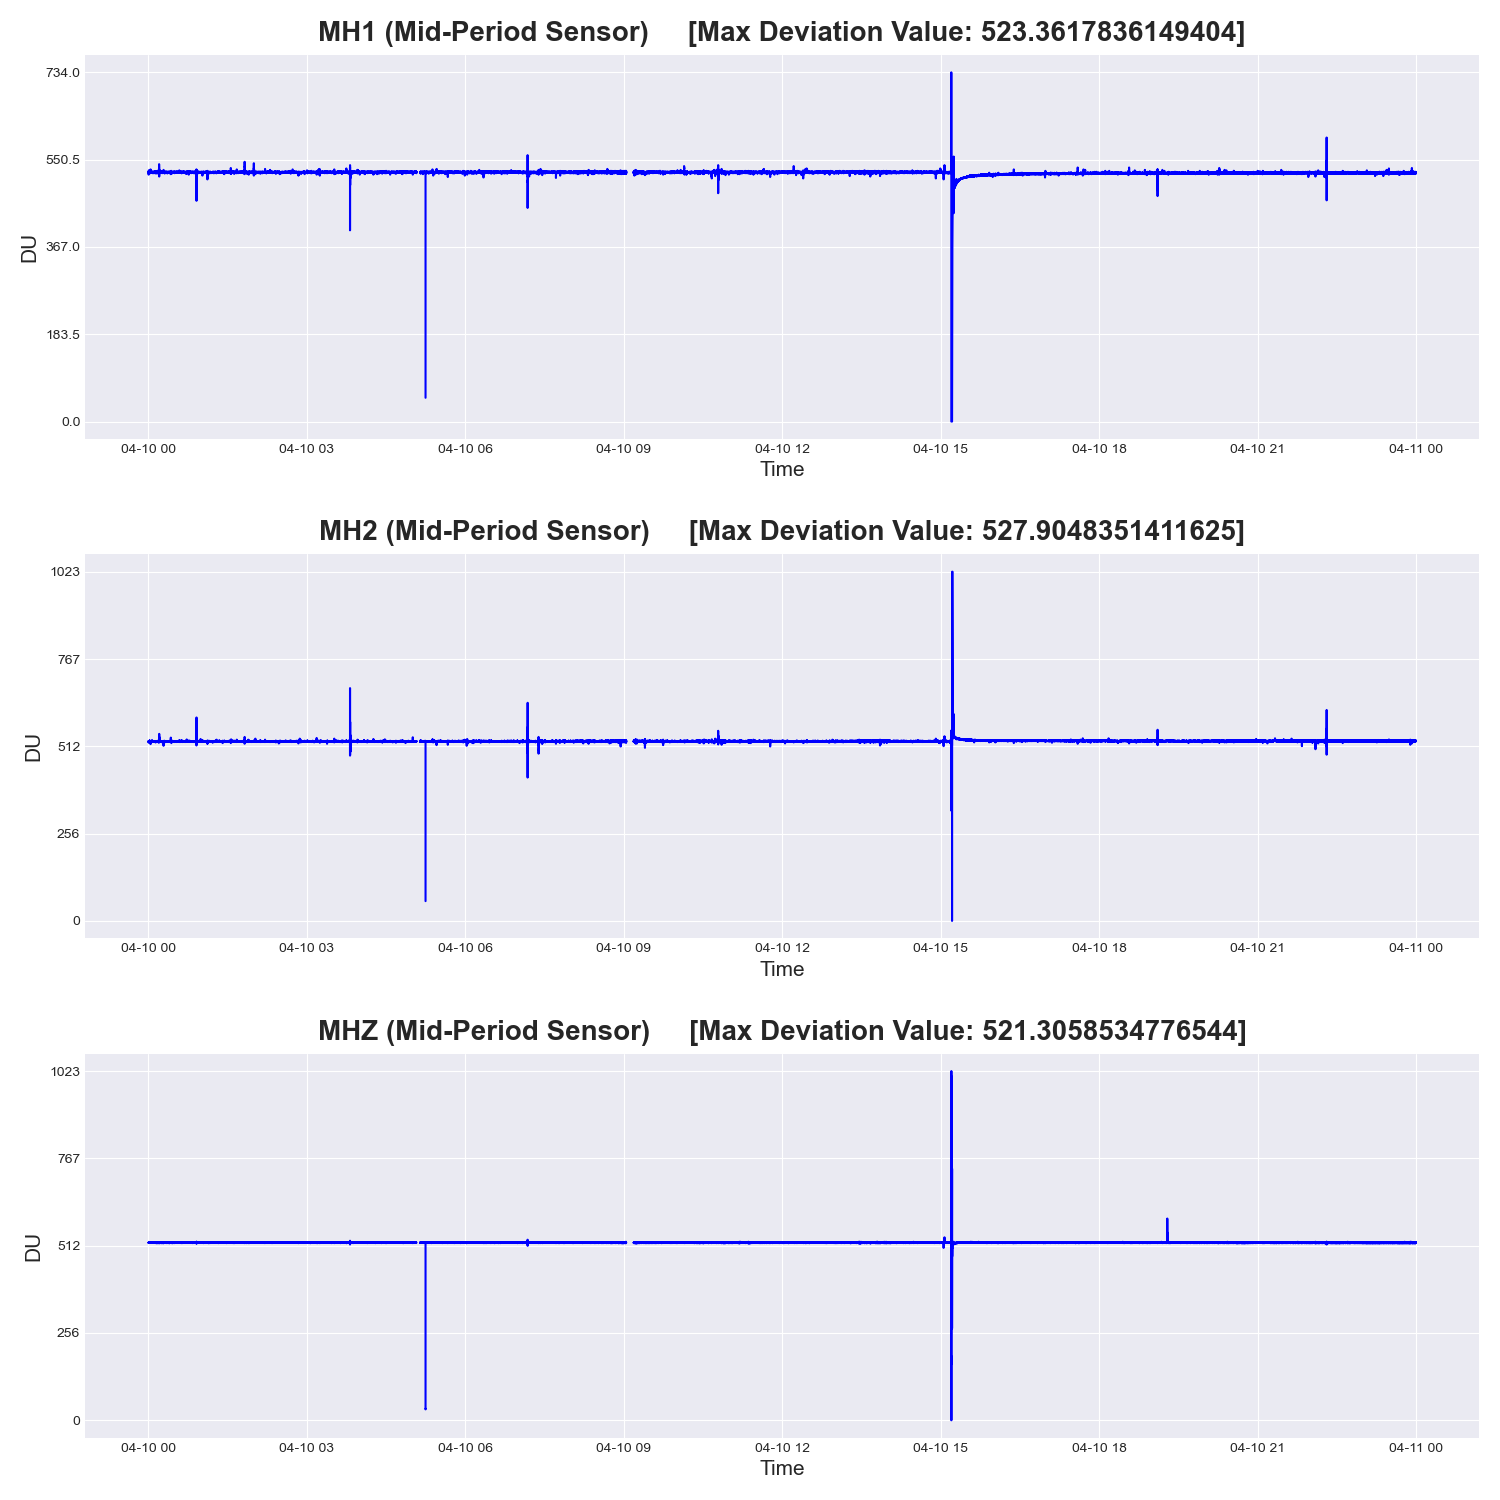 MH1 (Mid-Period Sensor) [Max Deviation Value: 523.3617836149404]
734.0
550.5
367.0
183.5
0.0
DU
04-10 00 04-10 03 04-10 06 04-10 09 04-10 12 04-10 15 04-10 18 04-10 21 04-11 00
Time
MH2 (Mid-Period Sensor) [Max Deviation Value: 527.9048351411625]
1023
767
512
256
0
DU
04-10 00 04-10 03 04-10 06 04-10 09 04-10 12 04-10 15 04-10 18 04-10 21 04-11 00
Time
MHZ (Mid-Period Sensor) [Max Deviation Value: 521.3058534776544]
1023
767
512
256
0
DU
04-10 00 04-10 03 04-10 06 04-10 09 04-10 12 04-10 15 04-10 18 04-10 21 04-11 00
Time